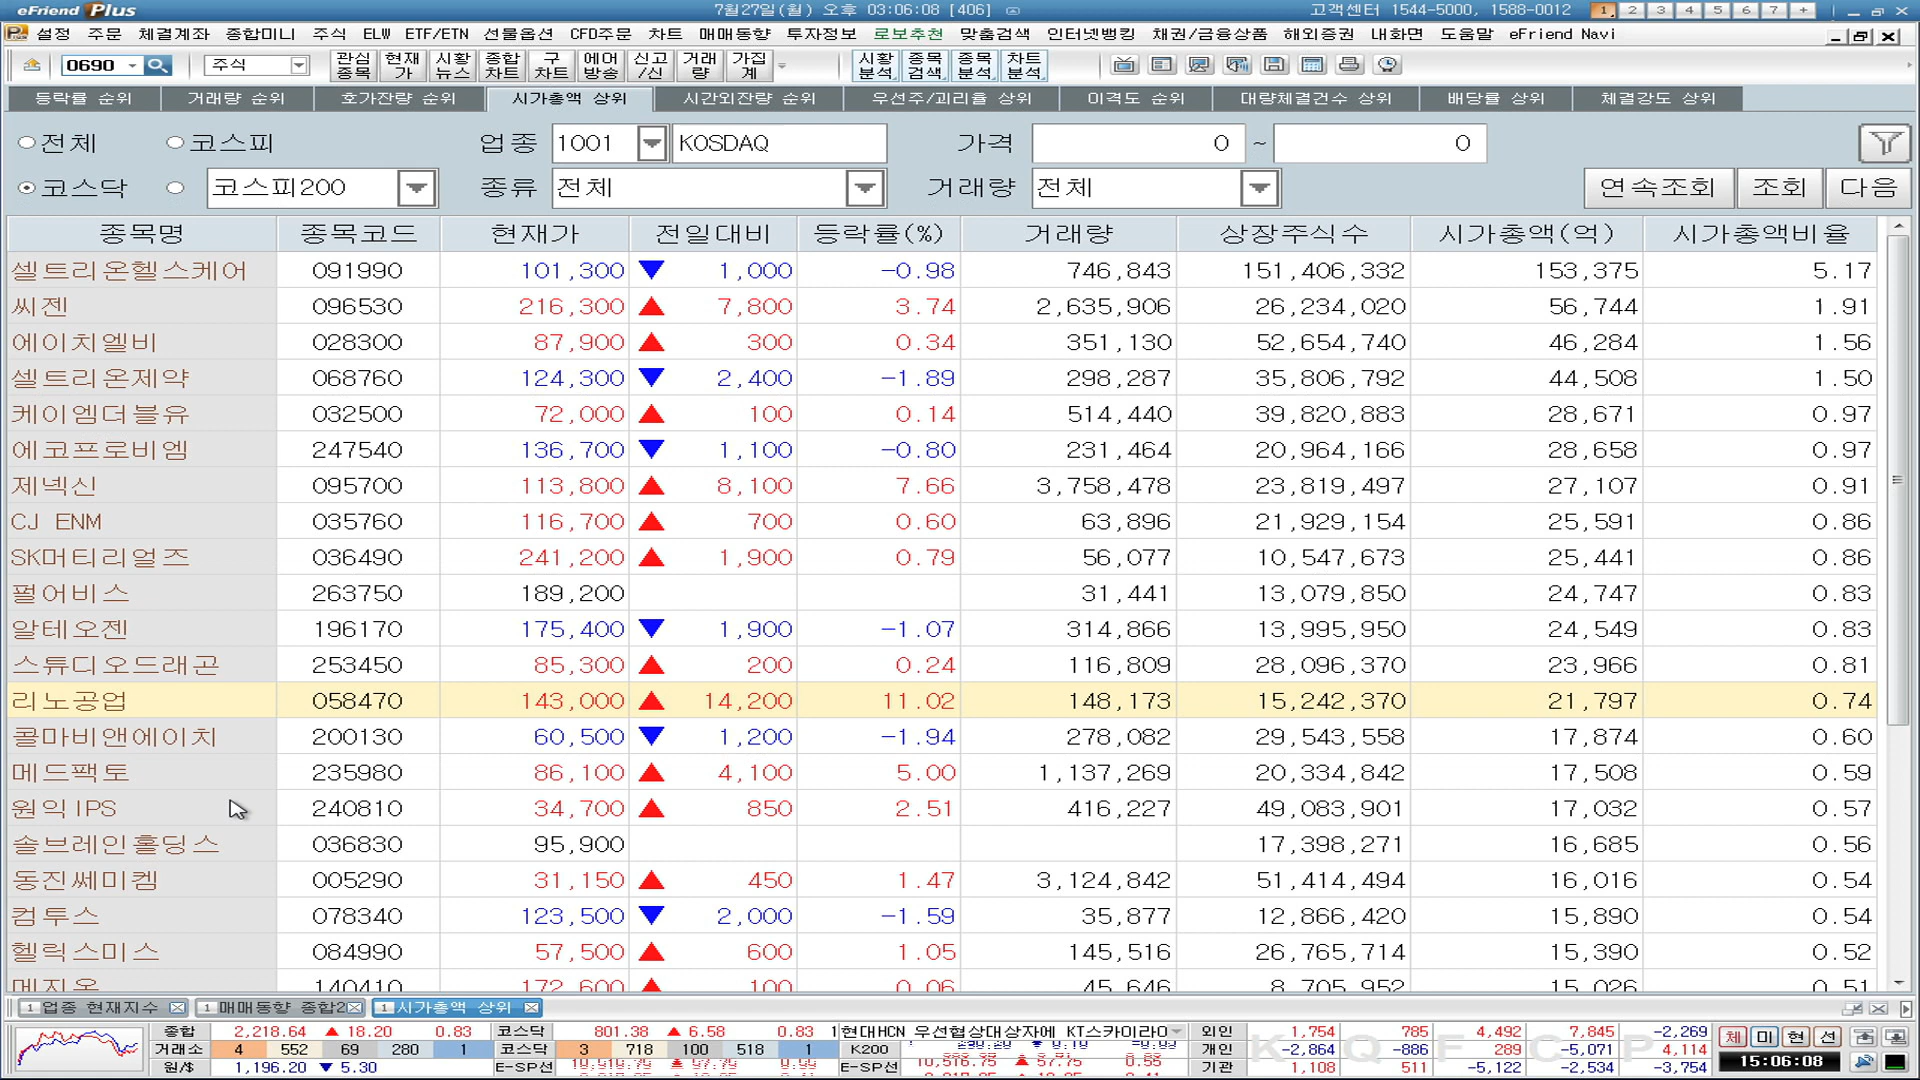 eFriend Plus 7월27일(월) 오후 03:06:08 [406] 고객센터 1544-5000, 1588-0012 1 2 3 4 5 6 7 +
설정 주문 체결계좌 종합미니 주식 ELW ETF/ETN 선물옵션 CFD주문 차트 매매동향 투자정보 로보추천 맞춤검색 인터넷뱅킹 채권/금융상품 해외증권 내화면 도움말 eFriend Navi
0690 주식 관심종목 현재가 시황뉴스 종합차트 구차트 에어방송 신고/신 거래량 가집계 시황분석 종목검색 종목분석 차트분석
등락률 순위 거래량 순위 호가잔량 순위 시가총액 상위 시간외잔량 순위 우선주/괴리율 상위 이격도 순위 대량체결건수 상위 배당률 상위 체결강도 상위
전체 코스피 업종 1001 KOSDAQ 가격 0 ~ 0
코스닥 코스피200 종류 전체 거래량 전체 연속조회 조회 다음
종목명 종목코드 현재가 전일대비 등락률(%) 거래량 상장주식수 시가총액(억) 시가총액비율
셀트리온헬스케어 091990 101,300 ▼ 1,000 -0.98 746,843 151,406,332 153,375 5.17
씨젠 096530 216,300 ▲ 7,800 3.74 2,635,906 26,234,020 56,744 1.91
에이치엘비 028300 87,900 ▲ 300 0.34 351,130 52,654,740 46,284 1.56
셀트리온제약 068760 124,300 ▼ 2,400 -1.89 298,287 35,806,792 44,508 1.50
케이엠더블유 032500 72,000 ▲ 100 0.14 514,440 39,820,883 28,671 0.97
에코프로비엠 247540 136,700 ▼ 1,100 -0.80 231,464 20,964,166 28,658 0.97
제넥신 095700 113,800 ▲ 8,100 7.66 3,758,478 23,819,497 27,107 0.91
CJ ENM 035760 116,700 ▲ 700 0.60 63,896 21,929,154 25,591 0.86
SK머티리얼즈 036490 241,200 ▲ 1,900 0.79 56,077 10,547,673 25,441 0.86
펄어비스 263750 189,200 31,441 13,079,850 24,747 0.83
알테오젠 196170 175,400 ▼ 1,900 -1.07 314,866 13,995,950 24,549 0.83
스튜디오드래곤 253450 85,300 ▲ 200 0.24 116,809 28,096,370 23,966 0.81
리노공업 058470 143,000 ▲ 14,200 11.02 148,173 15,242,370 21,797 0.74
콜마비앤에이치 200130 60,500 ▼ 1,200 -1.94 278,082 29,543,558 17,874 0.60
메드팩토 235980 86,100 ▲ 4,100 5.00 1,137,269 20,334,842 17,508 0.59
원익IPS 240810 34,700 ▲ 850 2.51 416,227 49,083,901 17,032 0.57
솔브레인홀딩스 036830 95,900 17,398,271 16,685 0.56
동진쎄미켐 005290 31,150 ▲ 450 1.47 3,124,842 51,414,494 16,016 0.54
컴투스 078340 123,500 ▼ 2,000 -1.59 35,877 12,866,420 15,890 0.54
헬릭스미스 084990 57,500 ▲ 600 1.05 145,516 26,765,714 15,390 0.52
메지온 140410 172,600 ▲ 100 0.06 45,646 8,705,952 15,026 0.51
1 업종 현재지수 1 매매동향 종합2 1 시가총액 상위
종합 2,218.64 ▲ 18.20 0.83 코스닥 801.38 ▲ 6.58 0.83 1현대HCN 우선협상대상자에 KT스카이라 외인 1,754 785 4,492 7,845 -2,269 체 미 현 선
거래소 4 552 69 280 1 코스닥 3 718 100 518 1 K200 개인 -2,864 -886 289 -5,071 4,114
원/$ 1,196.20 ▼ 5.30 E-SP선 E-SP선 기관 1,108 511 -5,122 -2,534 -3,754 15:06:08
K Q F C P